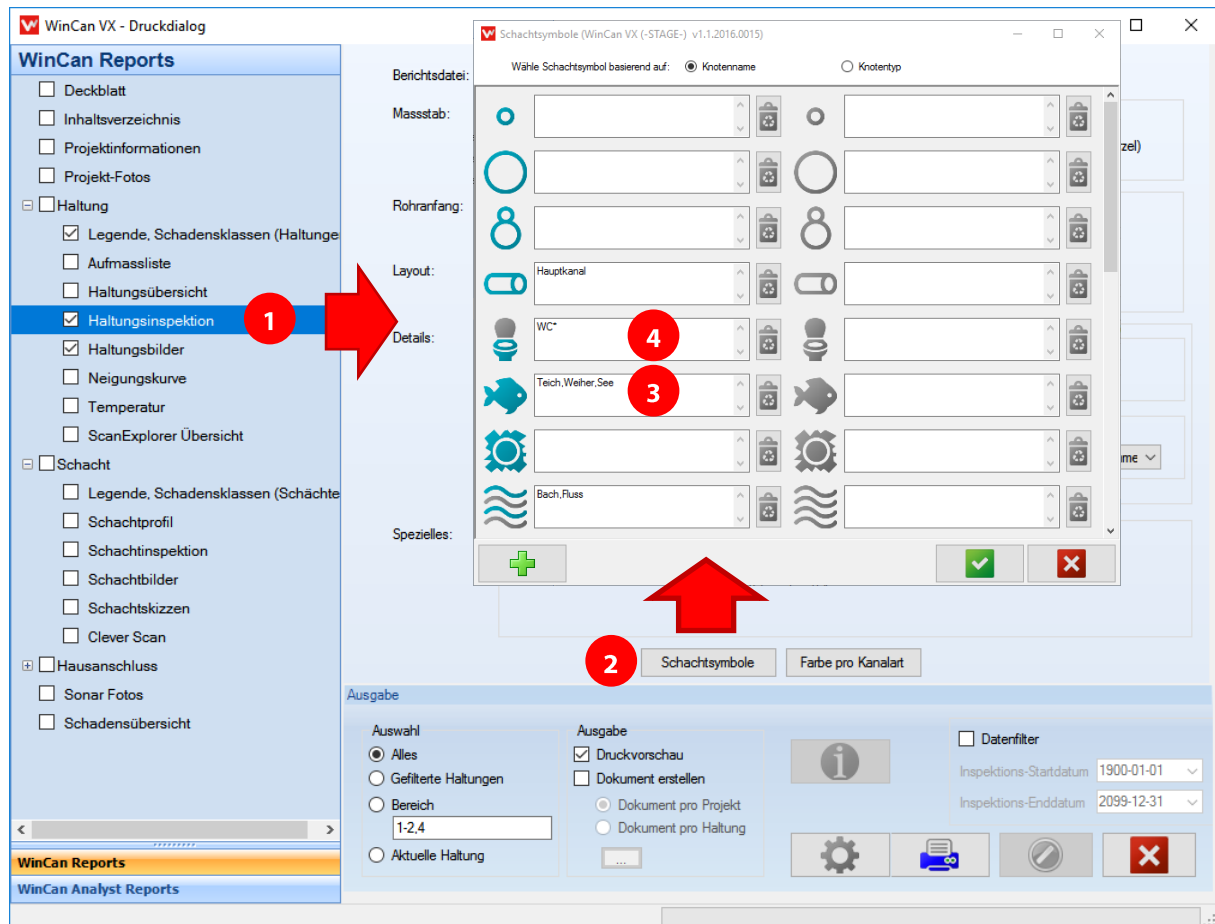 WinCan VX - Druckdialog
WinCan Reports
Deckblatt
Inhaltsverzeichnis
Projektinformationen
Projekt-Fotos
Haltung
Legende, Schadensklassen (Haltunge
Aufmassliste
Haltungsübersicht
Haltungsinspektion
1
Haltungsbilder
Neigungskurve
Temperatur
ScanExplorer Übersicht
Schacht
Legende, Schadensklassen (Schächte
Schachtprofil
Schachtinspektion
Schachtbilder
Schachtskizzen
Clever Scan
Hausanschluss
Sonar Fotos
Schadensübersicht
WinCan Reports
WinCan Analyst Reports
Berichtsdatei:
Massstab:
zel)
Rohranfang:
Layout:
Details:
me
Spezielles:
Schachtsymbole (WinCan VX (-STAGE-) v1.1.2016.0015)
Wähle Schachtsymbol basierend auf:
Knotenname
Knotentyp
Hauptkanal
WC*
4
Teich,Weiher,See
3
Bach,Fluss
2
Schachtsymbole
Farbe pro Kanalart
Ausgabe
Auswahl
Alles
Gefilterte Haltungen
Bereich
1-2,4
Aktuelle Haltung
Ausgabe
Druckvorschau
Dokument erstellen
Dokument pro Projekt
Dokument pro Haltung
...
Datenfilter
Inspektions-Startdatum 1900-01-01
Inspektions-Enddatum 2099-12-31